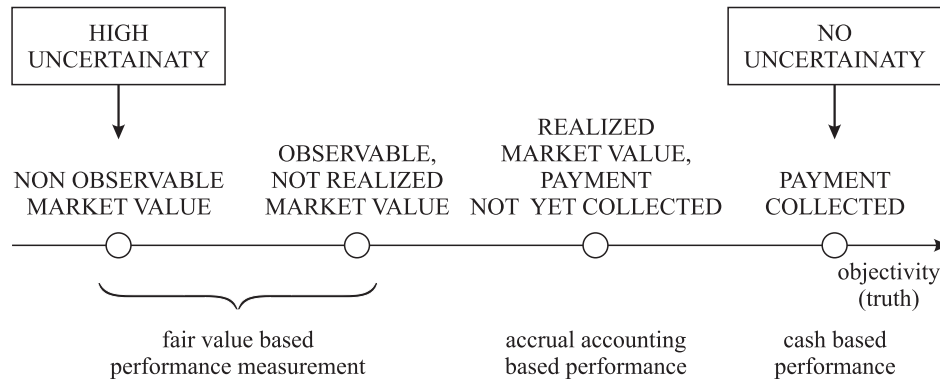 HIGH
UNCERTAINATY
NO
UNCERTAINATY
NON OBSERVABLE
MARKET VALUE
OBSERVABLE,
NOT REALIZED
MARKET VALUE
REALIZED
MARKET VALUE,
PAYMENT
NOT YET COLLECTED
PAYMENT
COLLECTED
objectivity
(truth)
fair value based
performance measurement
accrual accounting
based performance
cash based
performance